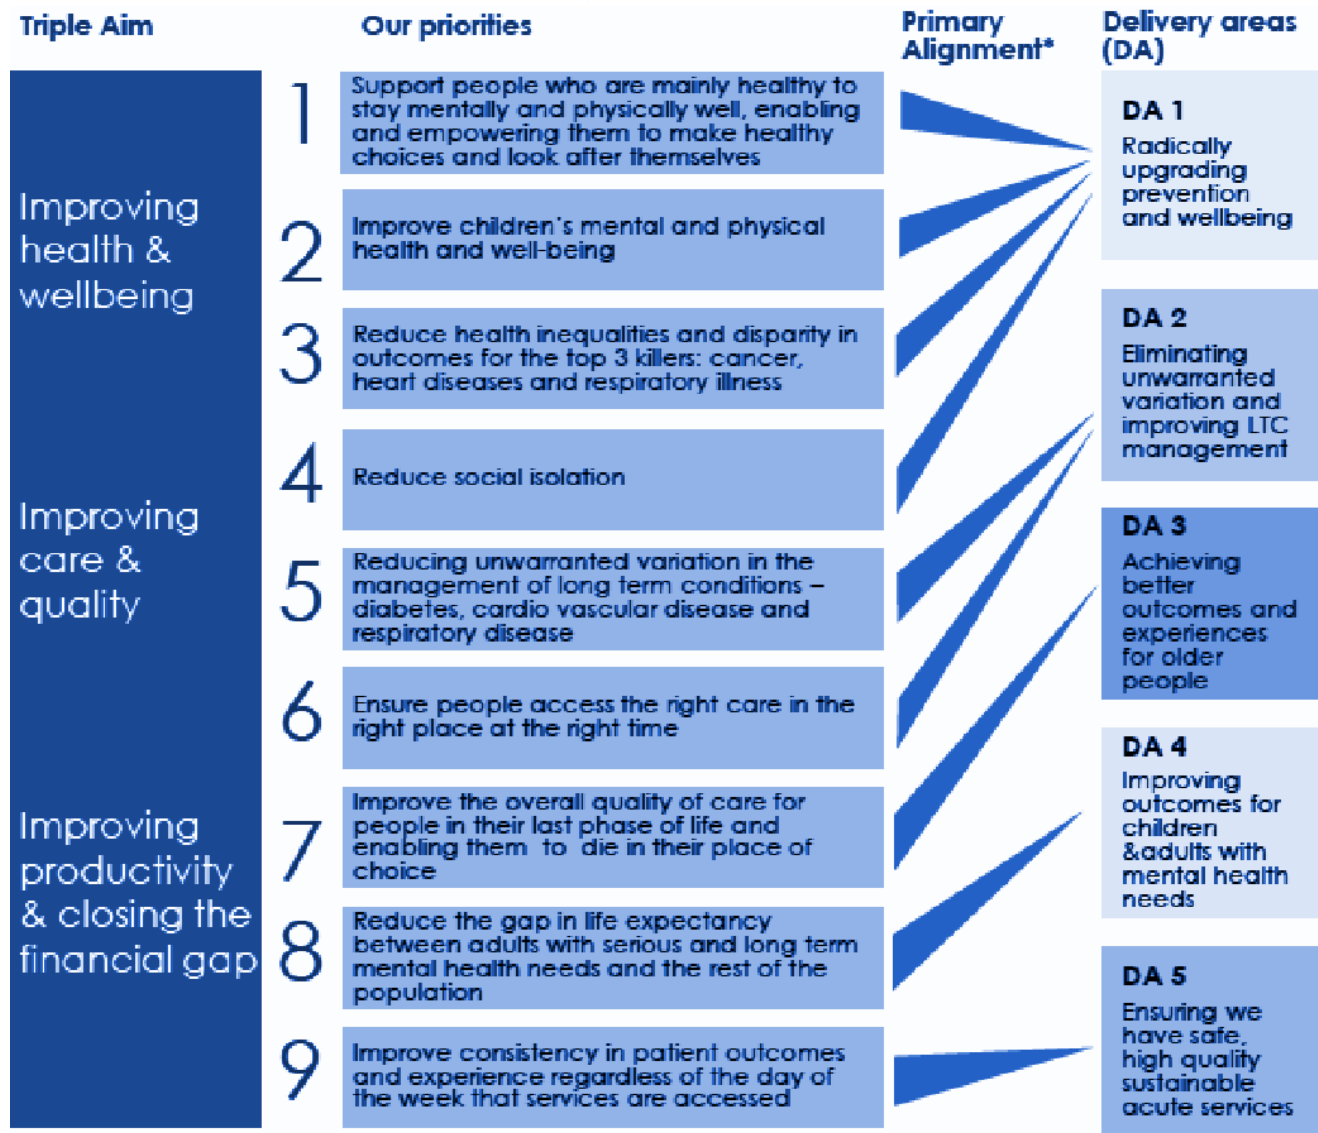 Triple Aim
Our priorities
Primary
Alignment*
Delivery areas
(DA)
Improving
health &
wellbeing
Improving
care &
quality
Improving
productivity
& closing the
financial gap
1
Support people who are mainly healthy to
stay mentally and physically well, enabling
and empowering them to make healthy
choices and look after themselves
2
Improve children's mental and physical
health and well-being
3
Reduce health inequalities and disparity in
outcomes for the top 3 killers: cancer,
heart diseases and respiratory illness
4
Reduce social isolation
5
Reducing unwarranted variation in the
management of long term conditions –
diabetes, cardio vascular disease and
respiratory disease
6
Ensure people access the right care in the
right place at the right time
7
Improve the overall quality of care for
people in their last phase of life and
enabling them to die in their place of
choice
8
Reduce the gap in life expectancy
between adults with serious and long term
mental health needs and the rest of the
population
9
Improve consistency in patient outcomes
and experience regardless of the day of
the week that services are accessed
DA 1
Radically
upgrading
prevention
and wellbeing
DA 2
Eliminating
unwarranted
variation and
improving LTC
management
DA 3
Achieving
better
outcomes and
experiences
for older
people
DA 4
Improving
outcomes for
children
&adults with
mental health
needs
DA 5
Ensuring we
have safe,
high quality
sustainable
acute services